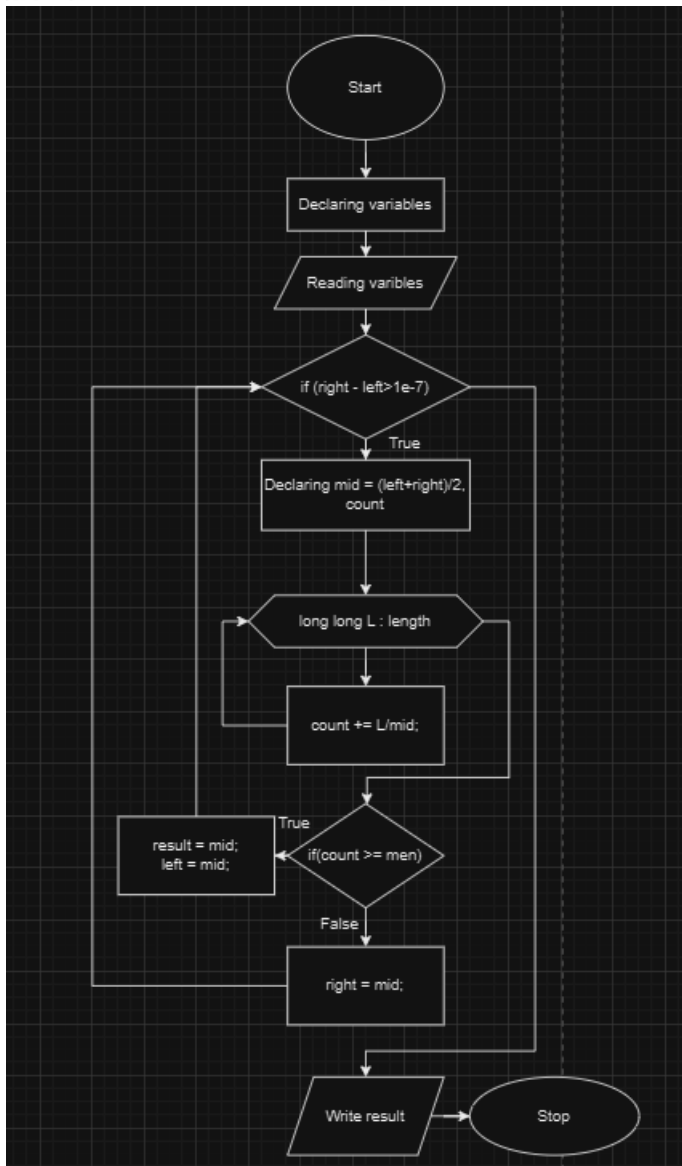 Start
Declaring variables
Reading varibles
if (right - left>1e-7)
True
Declaring mid = (left+right)/2,
count
long long L : length
count += L/mid;
True
result = mid;
left = mid;
if(count >= men)
False
right = mid;
Write result
Stop